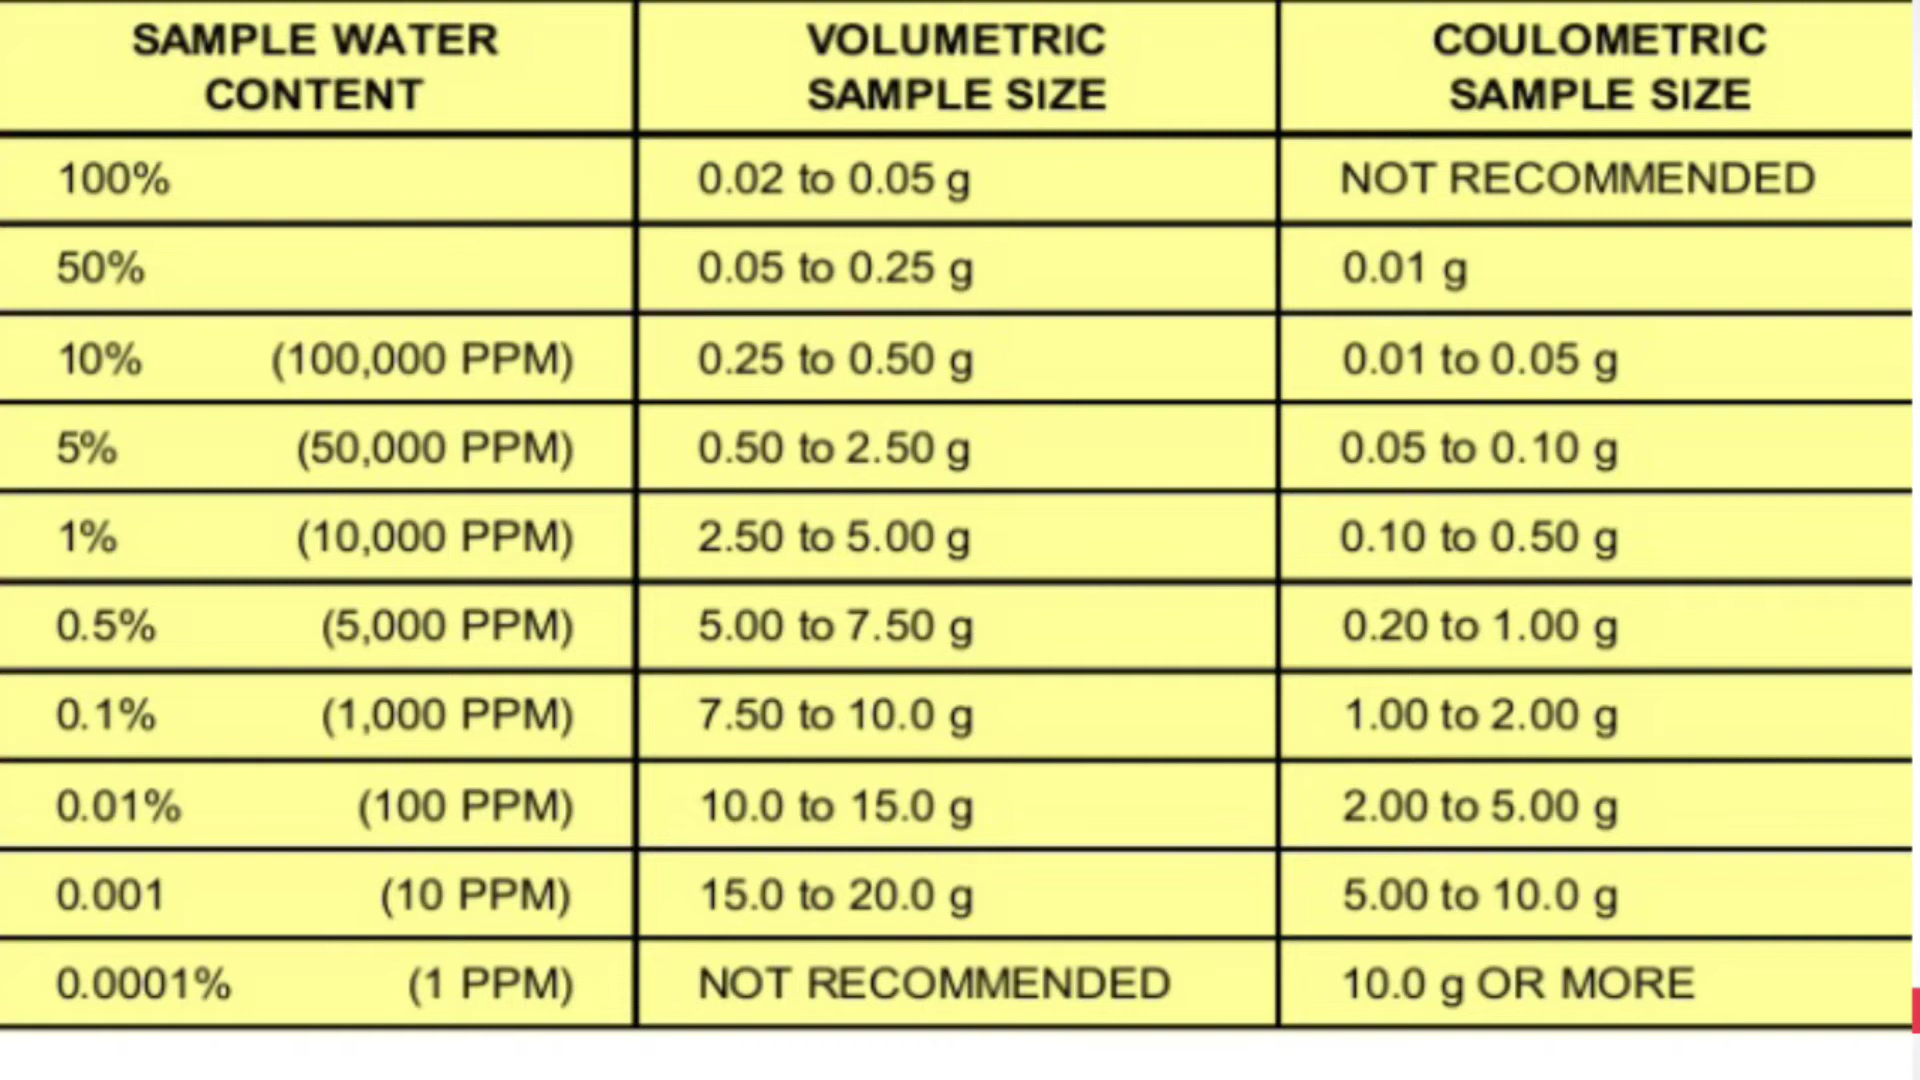 SAMPLE WATER CONTENT VOLUMETRIC SAMPLE SIZE COULOMETRIC SAMPLE SIZE
100% 0.02 to 0.05 g NOT RECOMMENDED
50% 0.05 to 0.25 g 0.01 g
10% (100,000 PPM) 0.25 to 0.50 g 0.01 to 0.05 g
5% (50,000 PPM) 0.50 to 2.50 g 0.05 to 0.10 g
1% (10,000 PPM) 2.50 to 5.00 g 0.10 to 0.50 g
0.5% (5,000 PPM) 5.00 to 7.50 g 0.20 to 1.00 g
0.1% (1,000 PPM) 7.50 to 10.0 g 1.00 to 2.00 g
0.01% (100 PPM) 10.0 to 15.0 g 2.00 to 5.00 g
0.001 (10 PPM) 15.0 to 20.0 g 5.00 to 10.0 g
0.0001% (1 PPM) NOT RECOMMENDED 10.0 g OR MORE